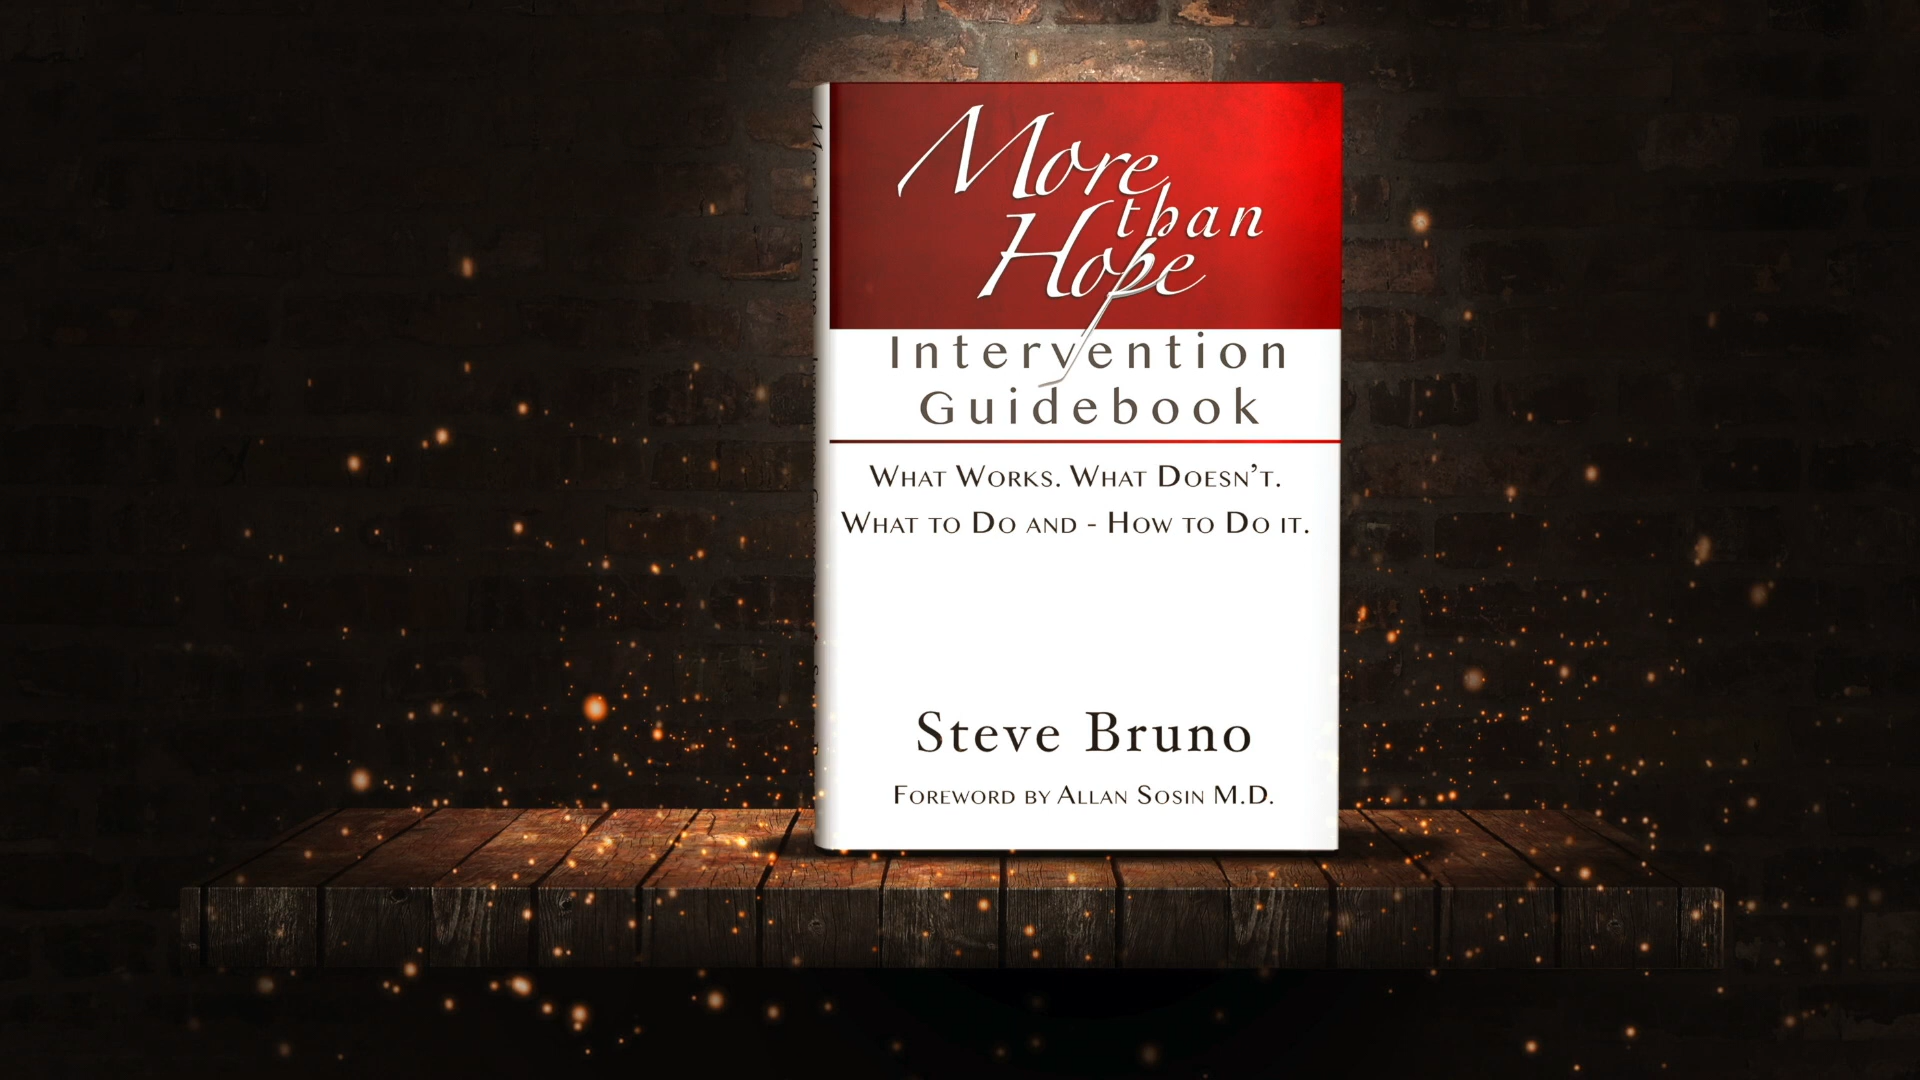 More
than
Hope
Intervention
Guidebook
WHAT WORKS. WHAT DOESN'T.
WHAT TO DO AND - HOW TO DO IT.
Steve Bruno
FOREWORD BY ALLAN SOSIN M.D.